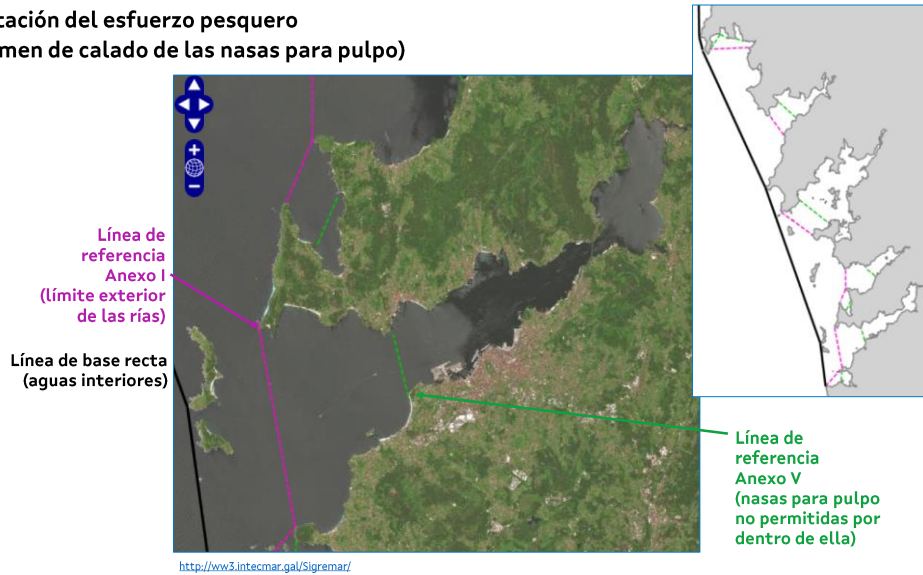 tación del esfuerzo pesquero
men de calado de las nasas para pulpo)
Línea de
referencia
Anexo I
(límite exterior
de las rías)
Línea de base recta
(aguas interiores)
Línea de
referencia
Anexo V
(nasas para pulpo
no permitidas por
dentro de ella)
http://ww3.intecmar.gal/Sigremar/